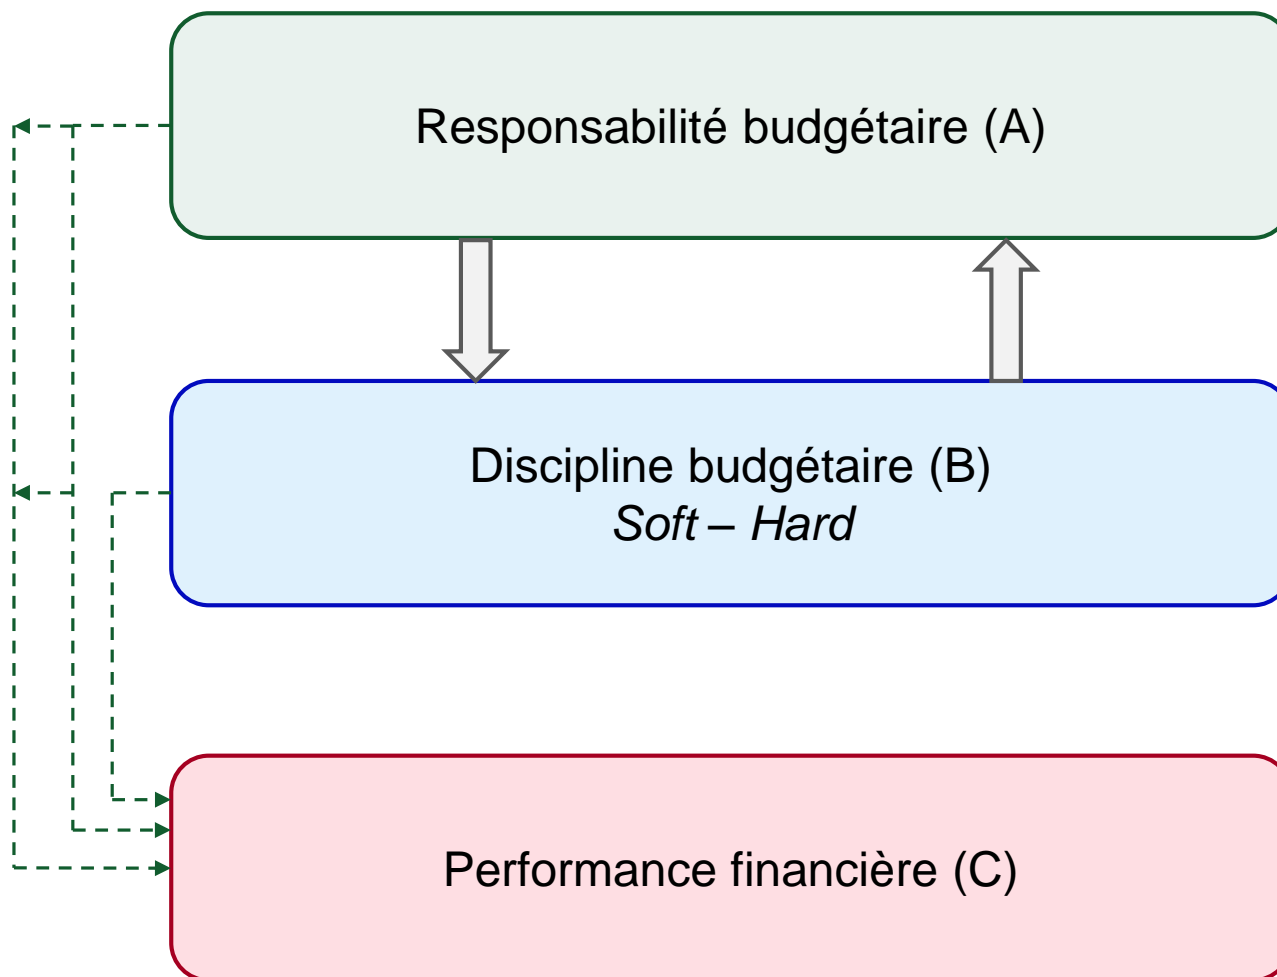 Responsabilité budgétaire (A)
Discipline budgétaire (B)
Soft – Hard
Performance financière (C)